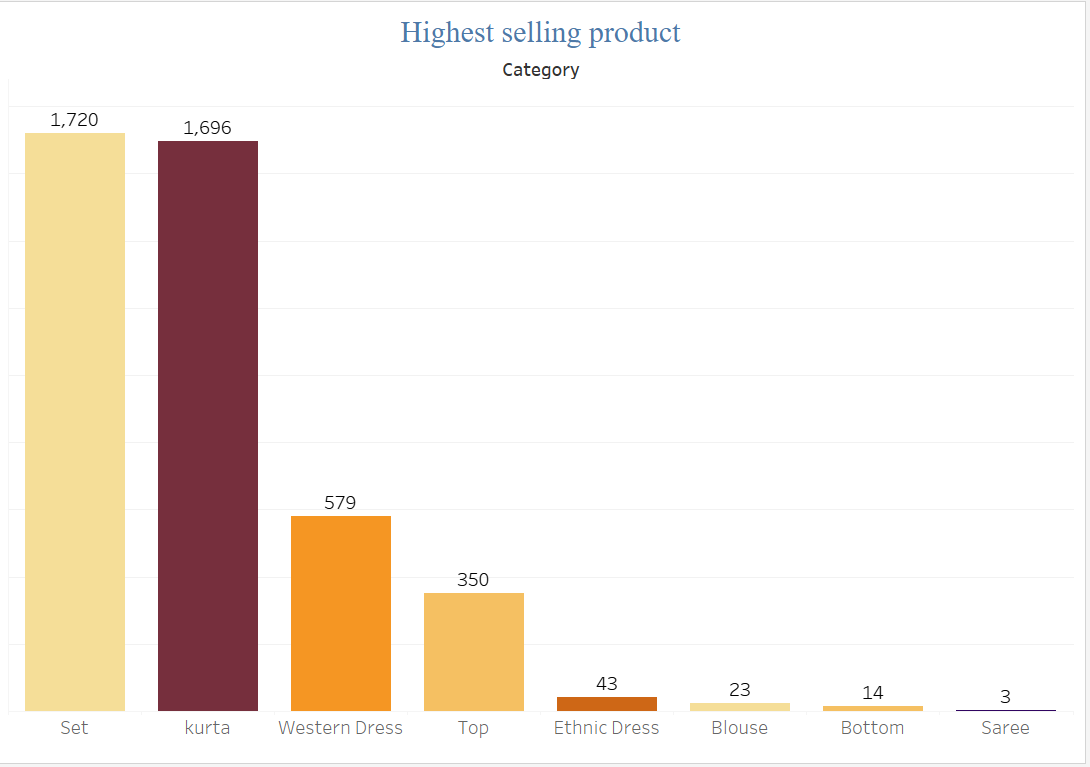 Highest selling product
Category
1,720
1,696
579
350
43
23
14
3
Set kurta Western Dress Top Ethnic Dress Blouse Bottom Saree